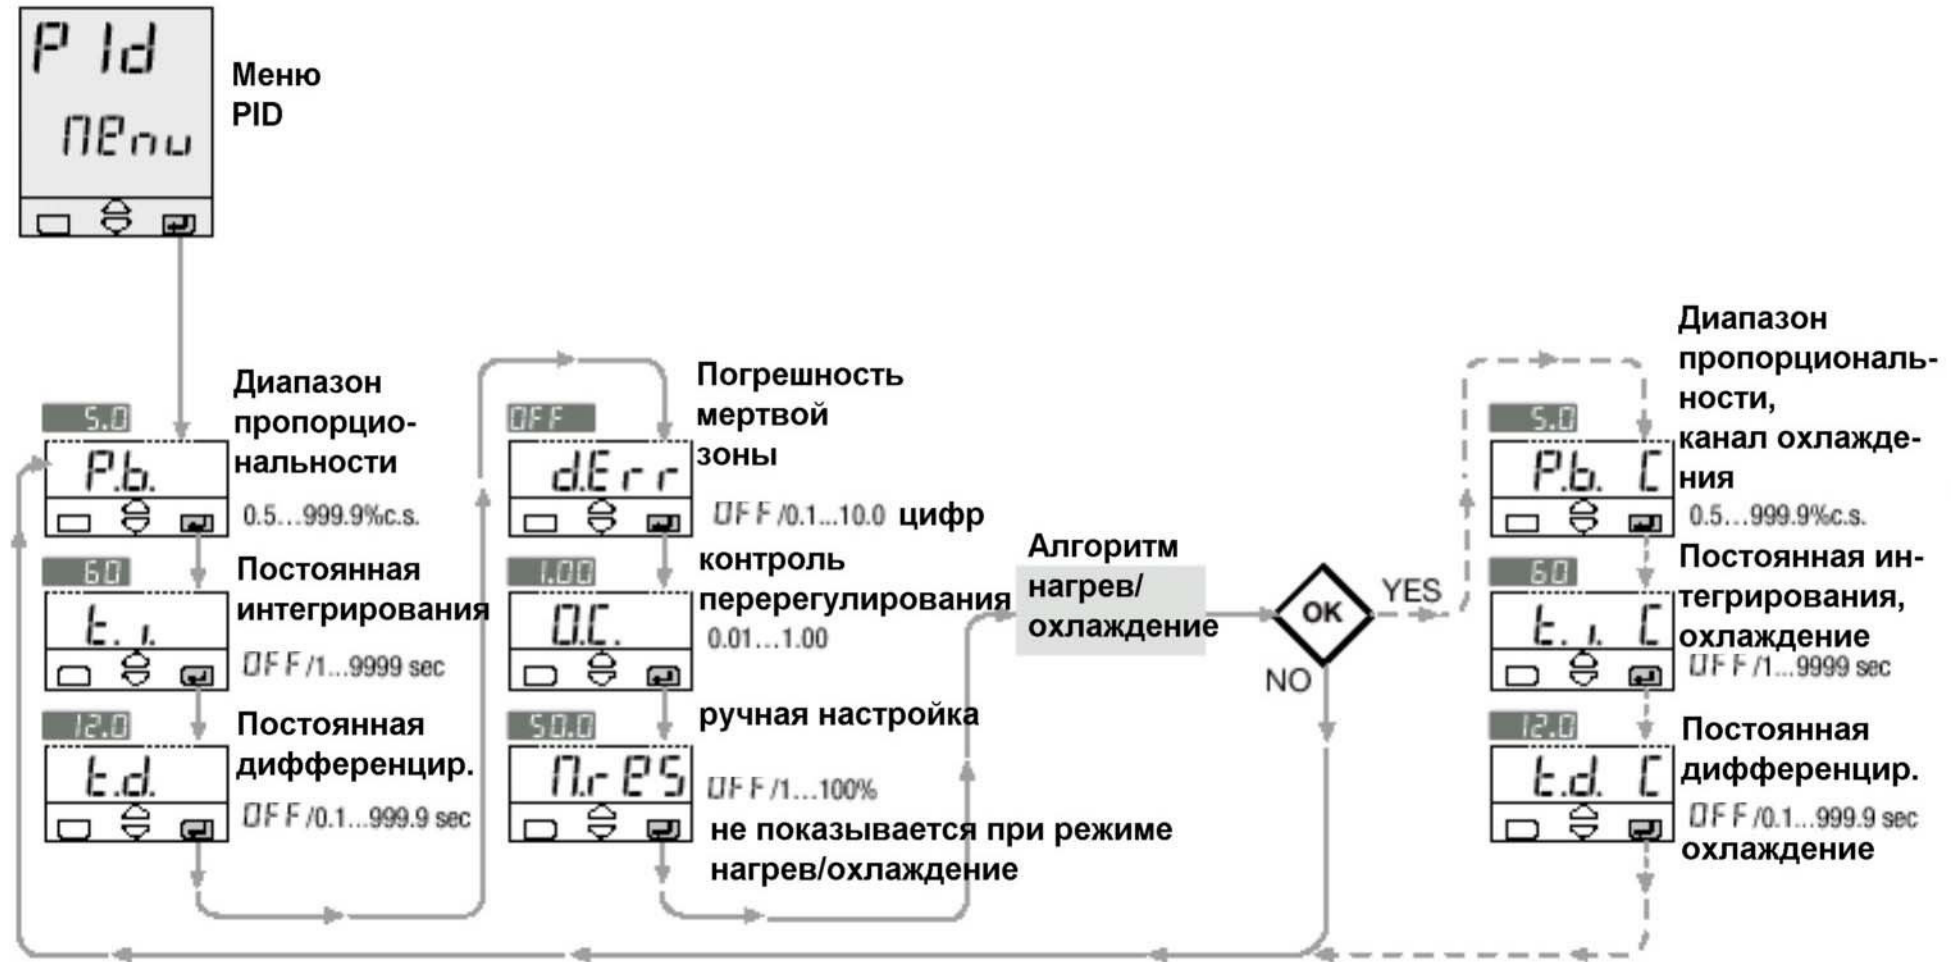 PId
MEnu
Меню
PID
5.0
P.b.
Диапазон
пропорцио-
нальности
0.5...999.9%c.s.
60
t.i.
Постоянная
интегрирования
OFF/1...9999 sec
12.0
t.d.
Постоянная
дифференцир.
OFF/0.1...999.9 sec
OFF
d.Err
Погрешность
мертвой
зоны
OFF/0.1...10.0 цифр
1.00
O.C.
контроль
перерегулирования
0.01...1.00
50.0
M.rES
ручная настройка
OFF/1...100%
не показывается при режиме
нагрев/охлаждение
Алгоритм
нагрев/
охлаждение
OK
YES
NO
5.0
P.b. C
Диапазон
пропорциональ-
ности,
канал охлажде-
ния
0.5...999.9%c.s.
60
t.i. C
Постоянная ин-
тегрирования,
охлаждение
OFF/1...9999 sec
12.0
t.d. C
Постоянная
дифференцир.
OFF/0.1...999.9 sec
охлаждение